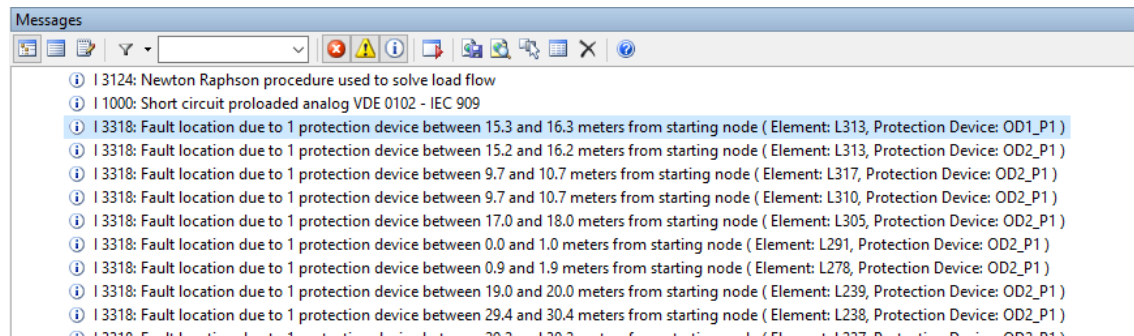 Messages
I 3124: Newton Raphson procedure used to solve load flow
I 1000: Short circuit proloaded analog VDE 0102 - IEC 909
I 3318: Fault location due to 1 protection device between 15.3 and 16.3 meters from starting node ( Element: L313, Protection Device: OD1_P1 )
I 3318: Fault location due to 1 protection device between 15.2 and 16.2 meters from starting node ( Element: L313, Protection Device: OD2_P1 )
I 3318: Fault location due to 1 protection device between 9.7 and 10.7 meters from starting node ( Element: L317, Protection Device: OD2_P1 )
I 3318: Fault location due to 1 protection device between 9.7 and 10.7 meters from starting node ( Element: L310, Protection Device: OD2_P1 )
I 3318: Fault location due to 1 protection device between 17.0 and 18.0 meters from starting node ( Element: L305, Protection Device: OD2_P1 )
I 3318: Fault location due to 1 protection device between 0.0 and 1.0 meters from starting node ( Element: L291, Protection Device: OD2_P1 )
I 3318: Fault location due to 1 protection device between 0.9 and 1.9 meters from starting node ( Element: L278, Protection Device: OD2_P1 )
I 3318: Fault location due to 1 protection device between 19.0 and 20.0 meters from starting node ( Element: L239, Protection Device: OD2_P1 )
I 3318: Fault location due to 1 protection device between 29.4 and 30.4 meters from starting node ( Element: L238, Protection Device: OD2_P1 )